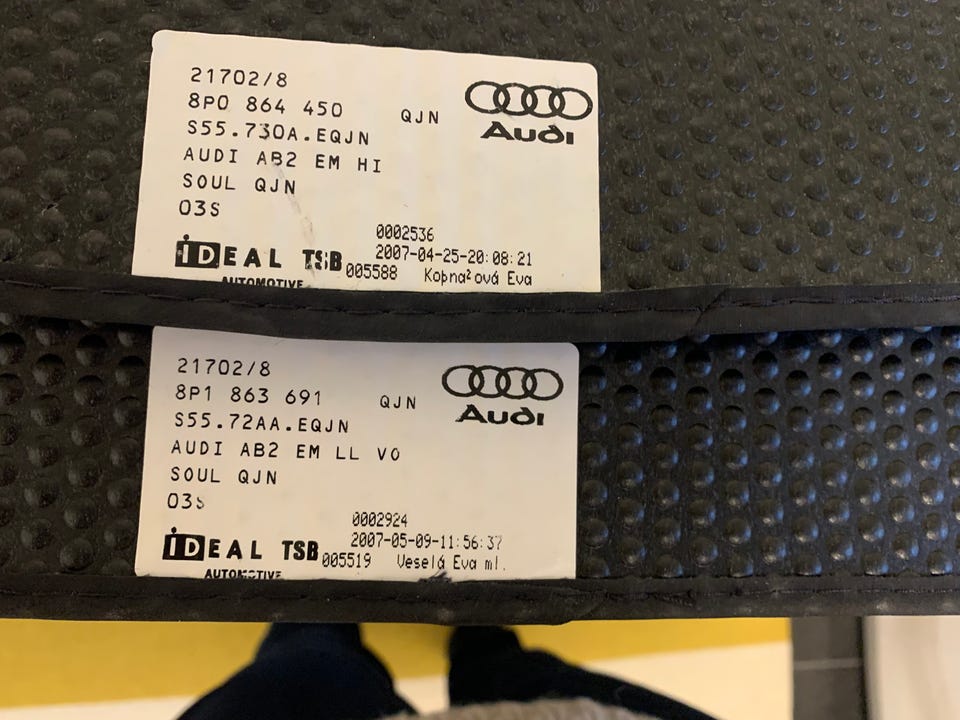 21702/8
8P0 864 450 QJN
S55.730A.EQJN
AUDI AB2 EM HI
SOUL QJN
03S
Audi
0002536
2007-04-25-20:08:21
iDEAL TSB 005588 Eva
AUTOMOTIVE
21702/8
8P1 863 691 QJN
S55.72AA.EQJN
AUDI AB2 EM LL VO
SOUL QJN
03S
Audi
0002924
2007-05-09-11:56:37
iDEAL TSB 005519 Veselá Eva ml.
AUTOMOTIVE